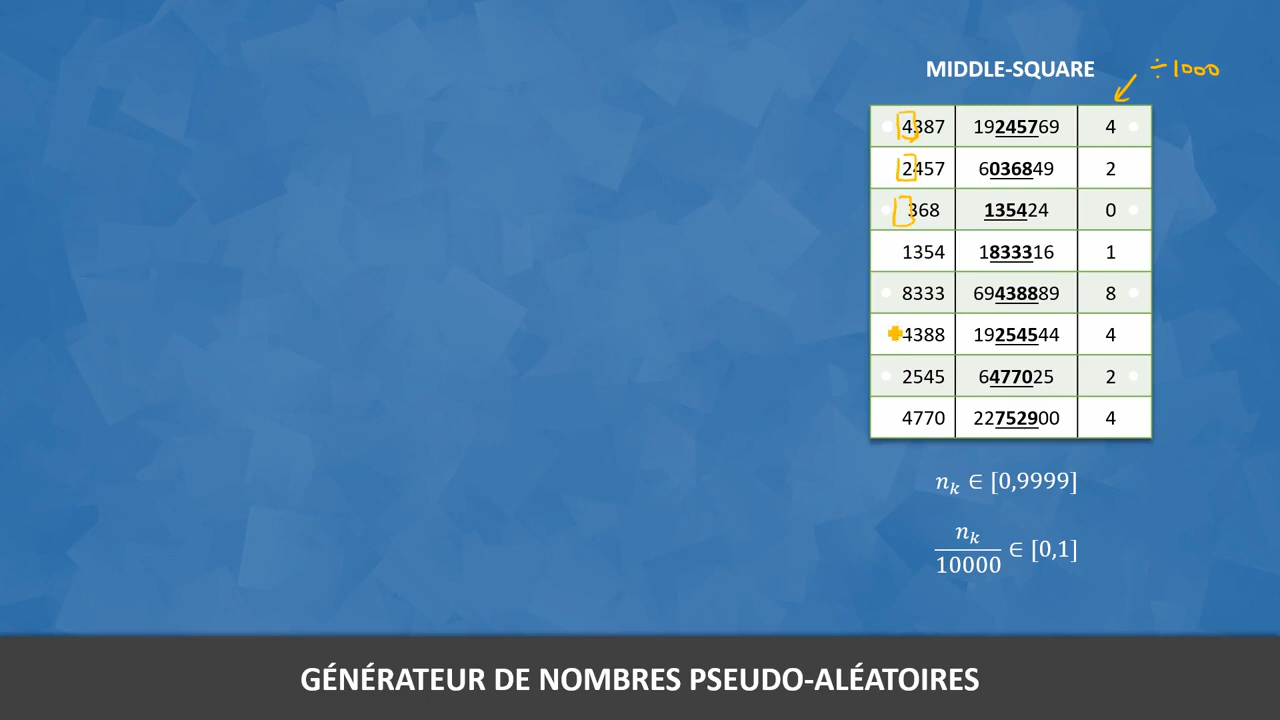 MIDDLE-SQUARE ÷1000
4387 19245769 4
2457 6036849 2
368 135424 0
1354 1833316 1
8333 69438889 8
4388 19254544 4
2545 6477025 2
4770 22752900 4
nₖ ∈ [0,9999]
nₖ/10000 ∈ [0,1]
GÉNÉRATEUR DE NOMBRES PSEUDO-ALÉATOIRES